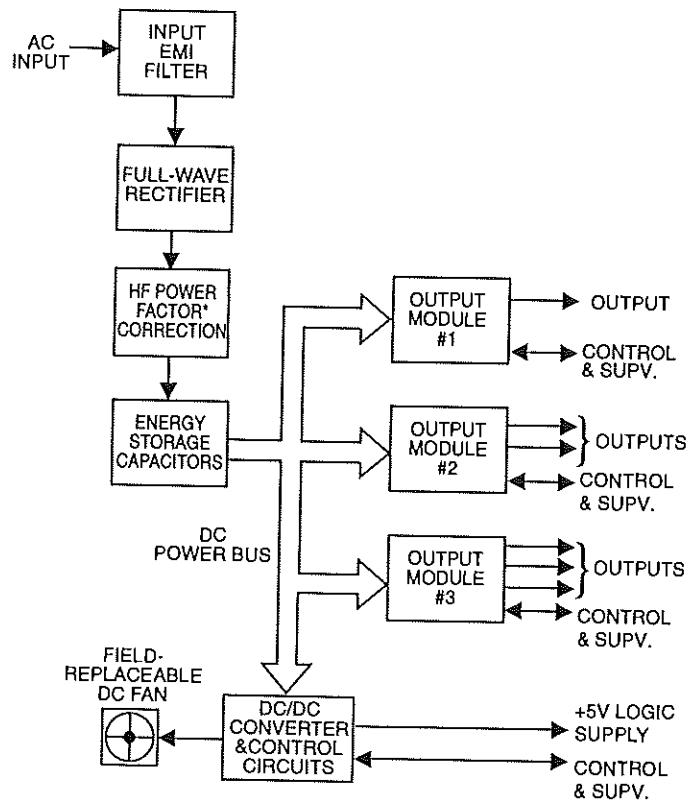 AC
INPUT
INPUT
EMI
FILTER
FULL-WAVE
RECTIFIER
HF POWER
FACTOR*
CORRECTION
ENERGY
STORAGE
CAPACITORS
DC
POWER BUS
OUTPUT
MODULE
#1
OUTPUT
CONTROL
& SUPV.
OUTPUT
MODULE
#2
OUTPUTS
CONTROL
& SUPV.
OUTPUT
MODULE
#3
OUTPUTS
CONTROL
& SUPV.
FIELD-
REPLACEABLE
DC FAN
DC/DC
CONVERTER
&CONTROL
CIRCUITS
+5V LOGIC
SUPPLY
CONTROL
& SUPV.